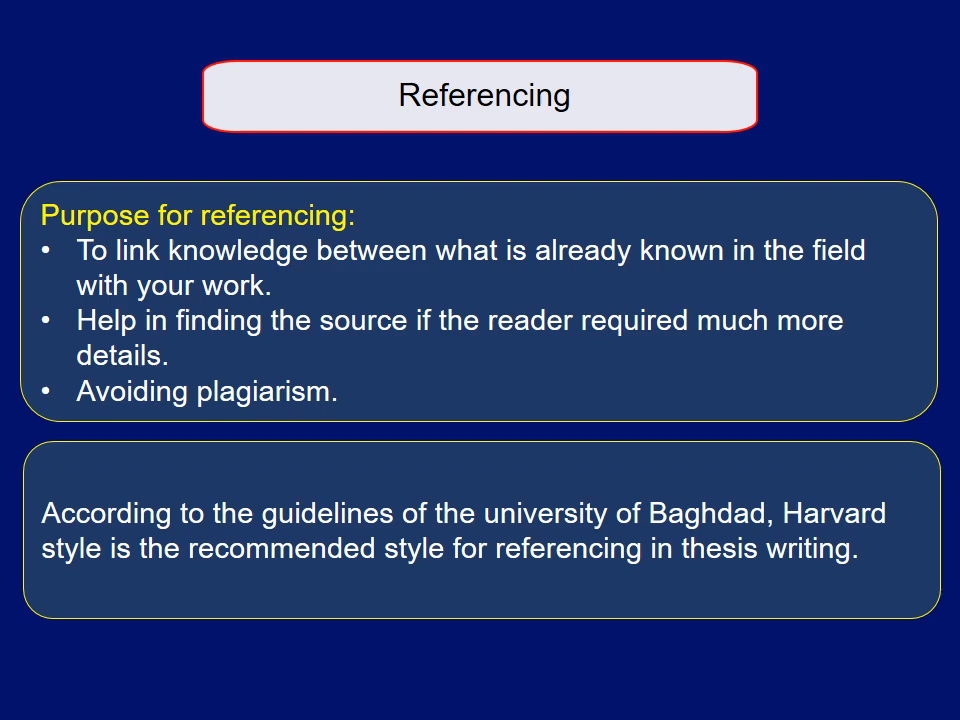 Referencing
Purpose for referencing:
• To link knowledge between what is already known in the field
with your work.
• Help in finding the source if the reader required much more
details.
• Avoiding plagiarism.
According to the guidelines of the university of Baghdad, Harvard
style is the recommended style for referencing in thesis writing.